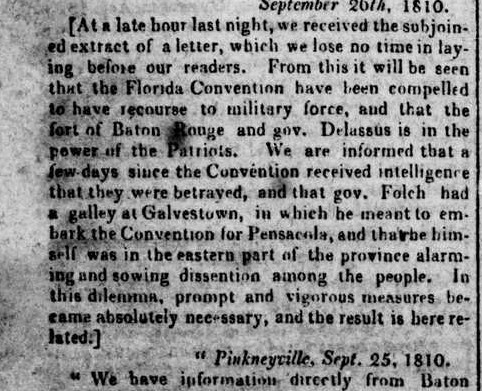 September 26th, 1810.
[At a late hour last night, we received the subjoin-
ed extract of a letter, which we lose no time in lay-
ing before our readers. From this it will be seen
that the Florida Convention have been compelled
to have recourse to military force, and that the
fort of Baton Rouge and gov. Delassus is in the
power of the Patriots. We are informed that a
few days since the Convention received intelligence
that they were betrayed, and that gov. Folch had
a galley at Galvestown, in which he meant to em-
bark the Convention for Pensacola, and that he him-
self was in the eastern part of the province alarm-
ing and sowing dissention among the people. In
this dilemma, prompt and vigorous measures be-
came absolutely necessary, and the result is here re-
lated.]
" Pinkneyville, Sept. 25, 1810.
" We have information directly from Baton